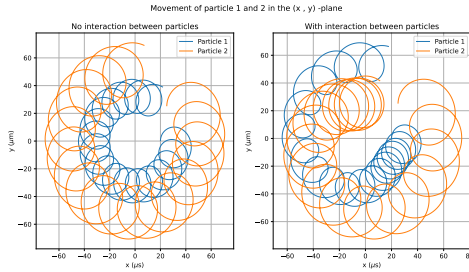 Movement of particle 1 and 2 in the (x , y) -plane
No interaction between particles
With interaction between particles
Particle 1
Particle 2
Particle 1
Particle 2
y (μm)
60
40
20
0
−20
−40
−60
y (μm)
60
40
20
0
−20
−40
−60
−60 −40 −20 0 20 40 60
−60 −40 −20 0 20 40 60 80
x (μs)
x (μs)